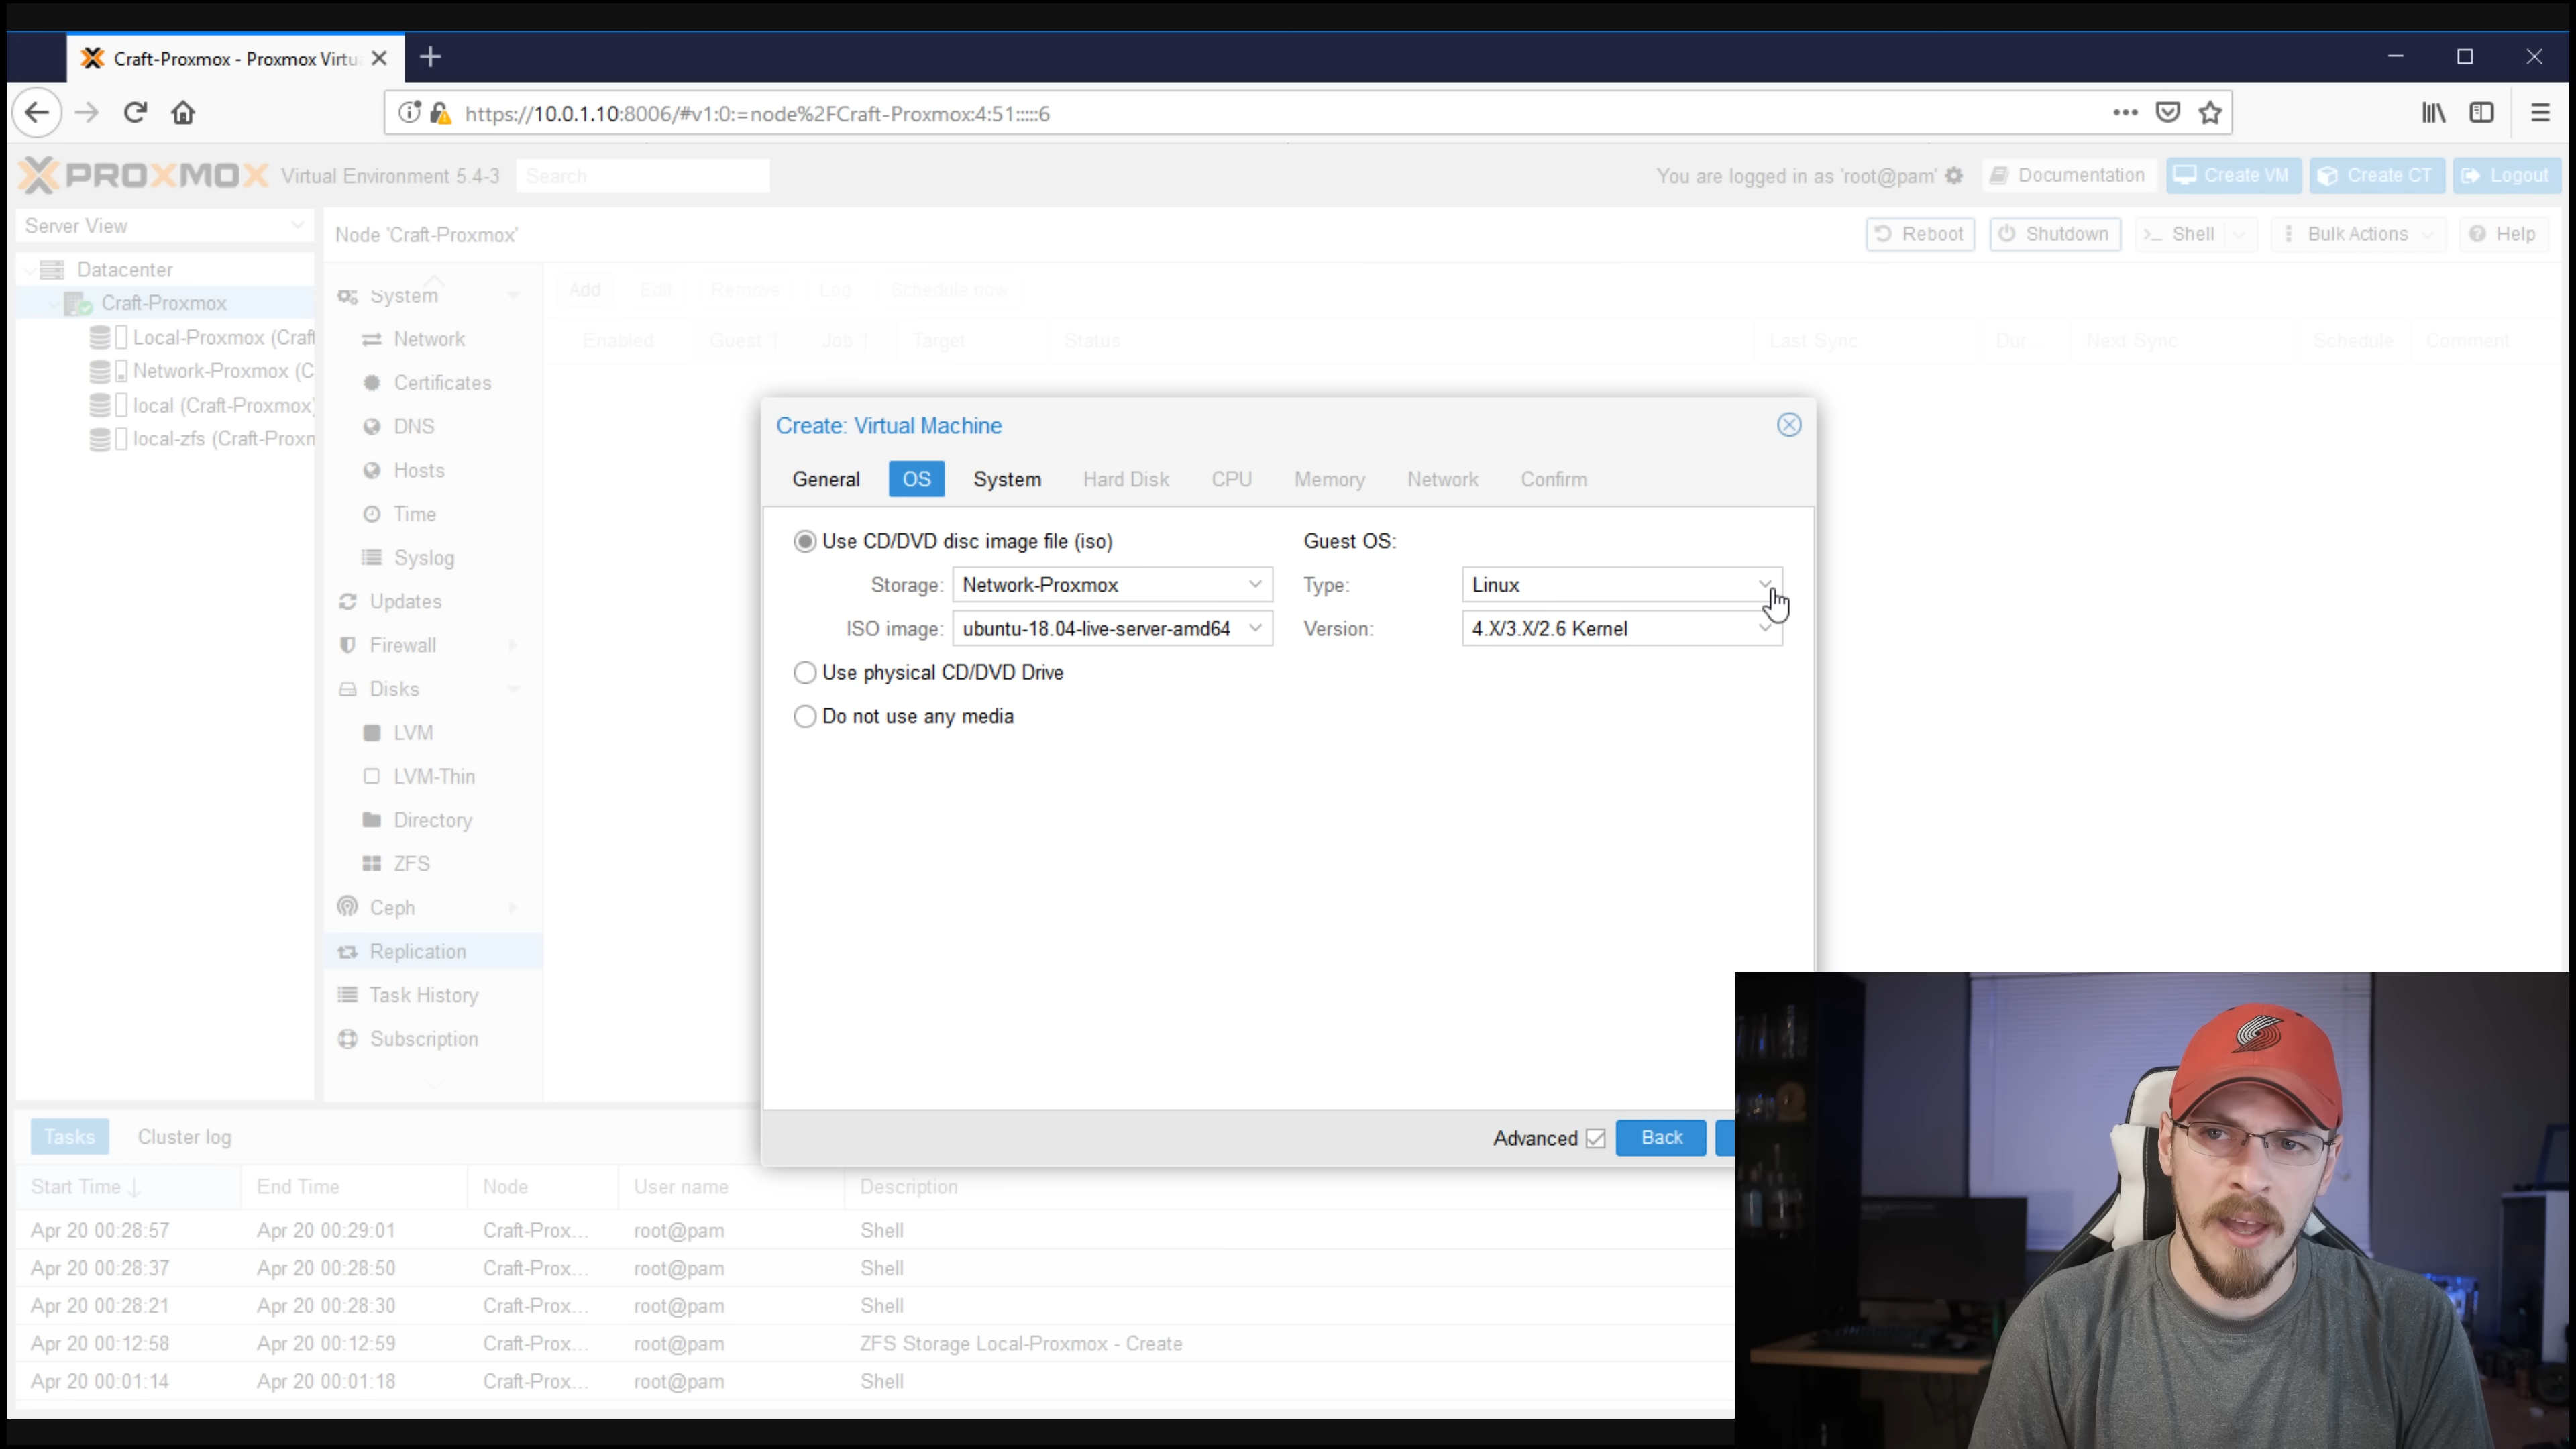 Craft-Proxmox - Proxmox Virtu
https://10.0.1.10:8006/#v1:0:=node%2FCraft-Proxmox:4:51:::::6
PROXMOX Virtual Environment 5.4-3 Search You are logged in as 'root@pam' Documentation Create VM Create CT Logout
Server View
Node 'Craft-Proxmox' Reboot Shutdown Shell Bulk Actions Help
Datacenter
Craft-Proxmox
Local-Proxmox (Craft
Network-Proxmox (C
local (Craft-Proxmox)
local-zfs (Craft-Proxn
System
Network
Certificates
DNS
Hosts
Time
Syslog
Updates
Firewall
Disks
LVM
LVM-Thin
Directory
ZFS
Ceph
Replication
Task History
Subscription
Add Edit Remove Log Schedule now
Enabled Guest Job Target Status Last Sync Dur Next Sync Schedule Comment
Create: Virtual Machine
General OS System Hard Disk CPU Memory Network Confirm
Use CD/DVD disc image file (iso) Guest OS:
Storage: Network-Proxmox Type: Linux
ISO image: ubuntu-18.04-live-server-amd64 Version: 4.X/3.X/2.6 Kernel
Use physical CD/DVD Drive
Do not use any media
Advanced Back
Tasks Cluster log
Start Time End Time Node User name Description
Apr 20 00:28:57 Apr 20 00:29:01 Craft-Prox... root@pam Shell
Apr 20 00:28:37 Apr 20 00:28:50 Craft-Prox... root@pam Shell
Apr 20 00:28:21 Apr 20 00:28:30 Craft-Prox... root@pam Shell
Apr 20 00:12:58 Apr 20 00:12:59 Craft-Prox... root@pam ZFS Storage Local-Proxmox - Create
Apr 20 00:01:14 Apr 20 00:01:18 Craft-Prox... root@pam Shell